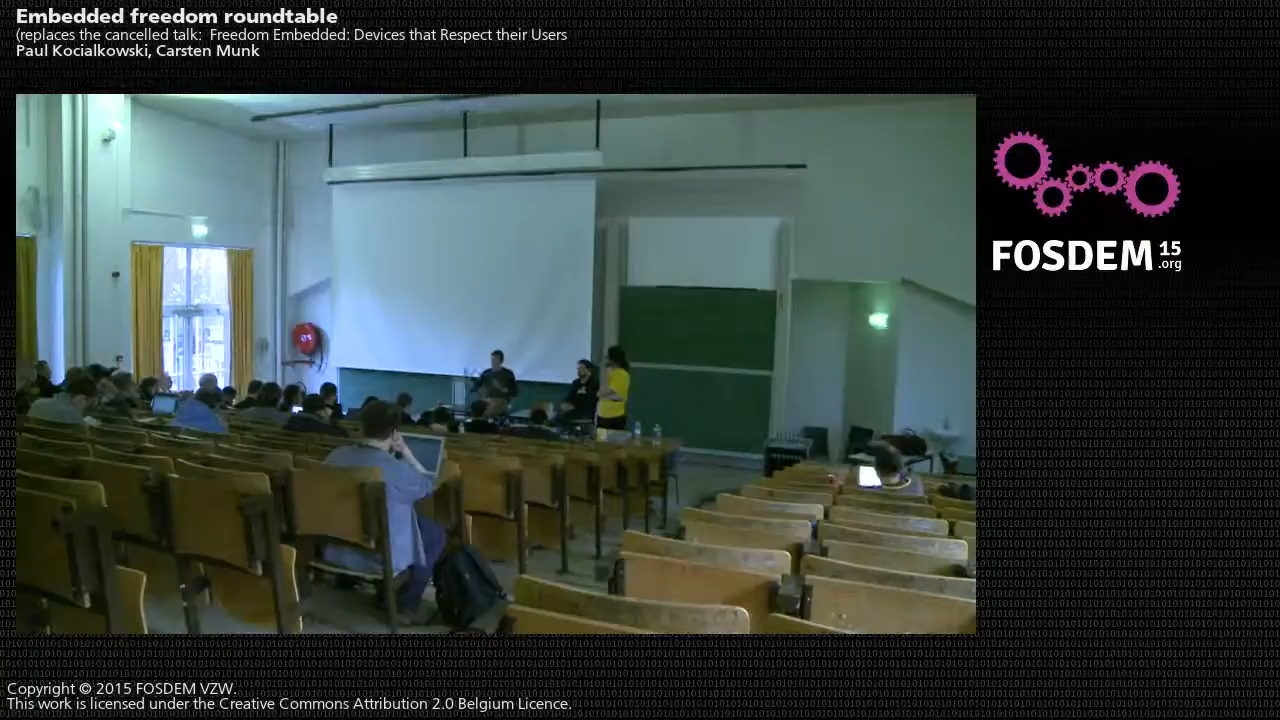 Embedded freedom roundtable
(replaces the cancelled talk:  Freedom Embedded: Devices that Respect their Users
Paul Kocialkowski, Carsten Munk
FOSDEM 15
.org
Copyright © 2015 FOSDEM VZW.
This work is licensed under the Creative Commons Attribution 2.0 Belgium Licence.